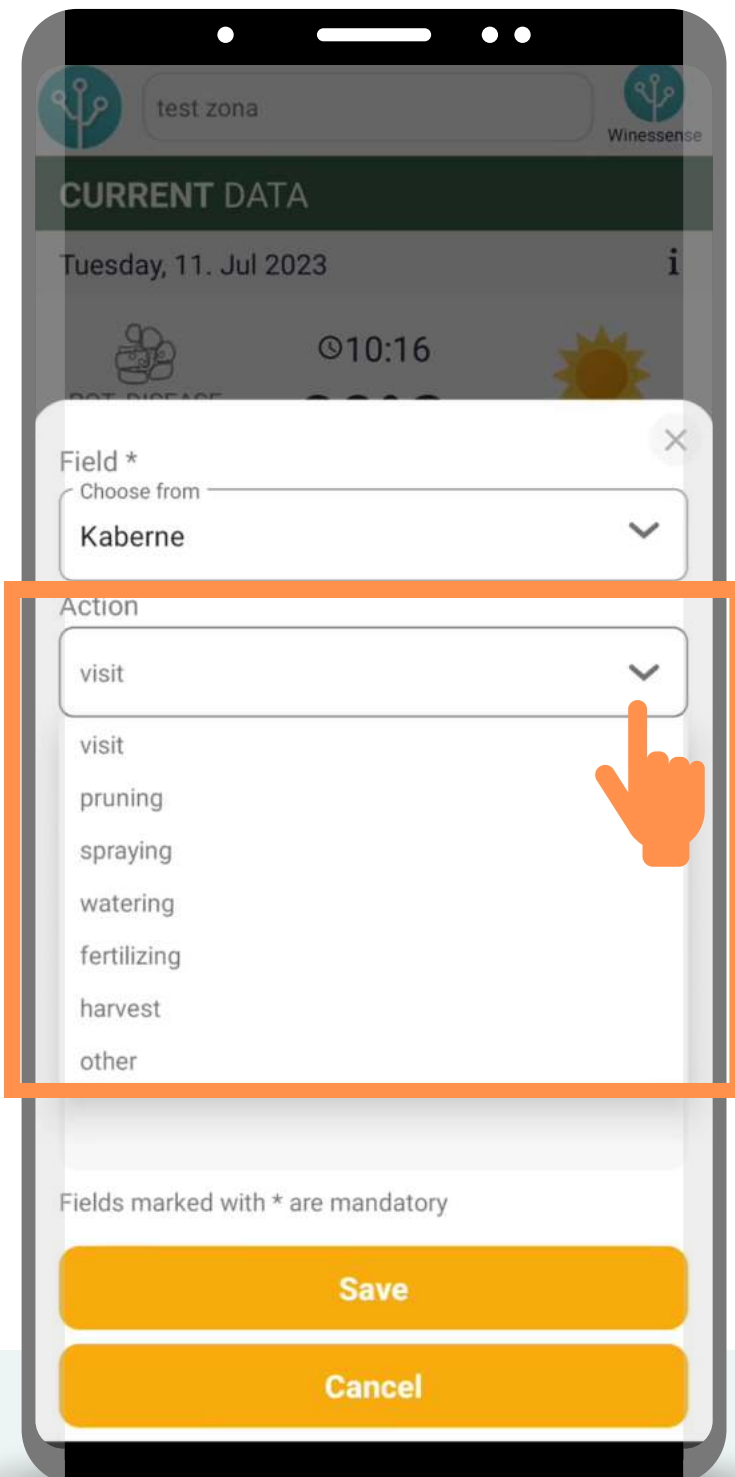 test zona
Winessense
CURRENT DATA
Tuesday, 11. Jul 2023
i
10:16
Field *
Choose from
Kaberne
Action
visit
visit
pruning
spraying
watering
fertilizing
harvest
other
Fields marked with * are mandatory
Save
Cancel